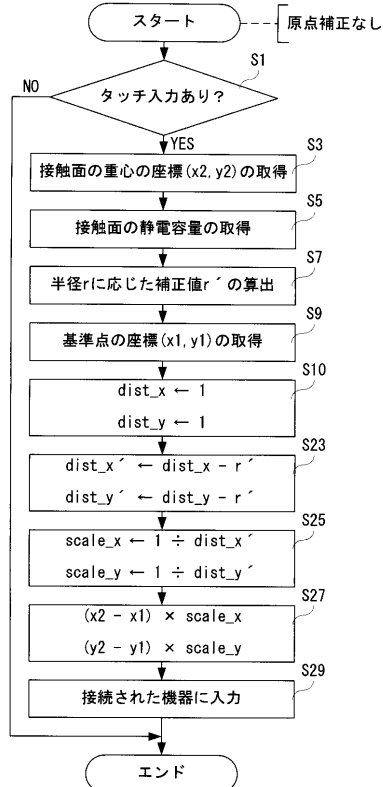 スタート
原点補正なし
S1
NO
タッチ入力あり?
YES
S3
接触面の重心の座標(x2, y2)の取得
S5
接触面の静電容量の取得
S7
半径rに応じた補正値r´の算出
S9
基準点の座標(x1, y1)の取得
S10
dist_x ← 1
dist_y ← 1
S23
dist_x´ ← dist_x − r´
dist_y´ ← dist_y − r´
S25
scale_x ← 1 ÷ dist_x´
scale_y ← 1 ÷ dist_y´
S27
(x2 − x1) × scale_x
(y2 − y1) × scale_y
S29
接続された機器に入力
エンド